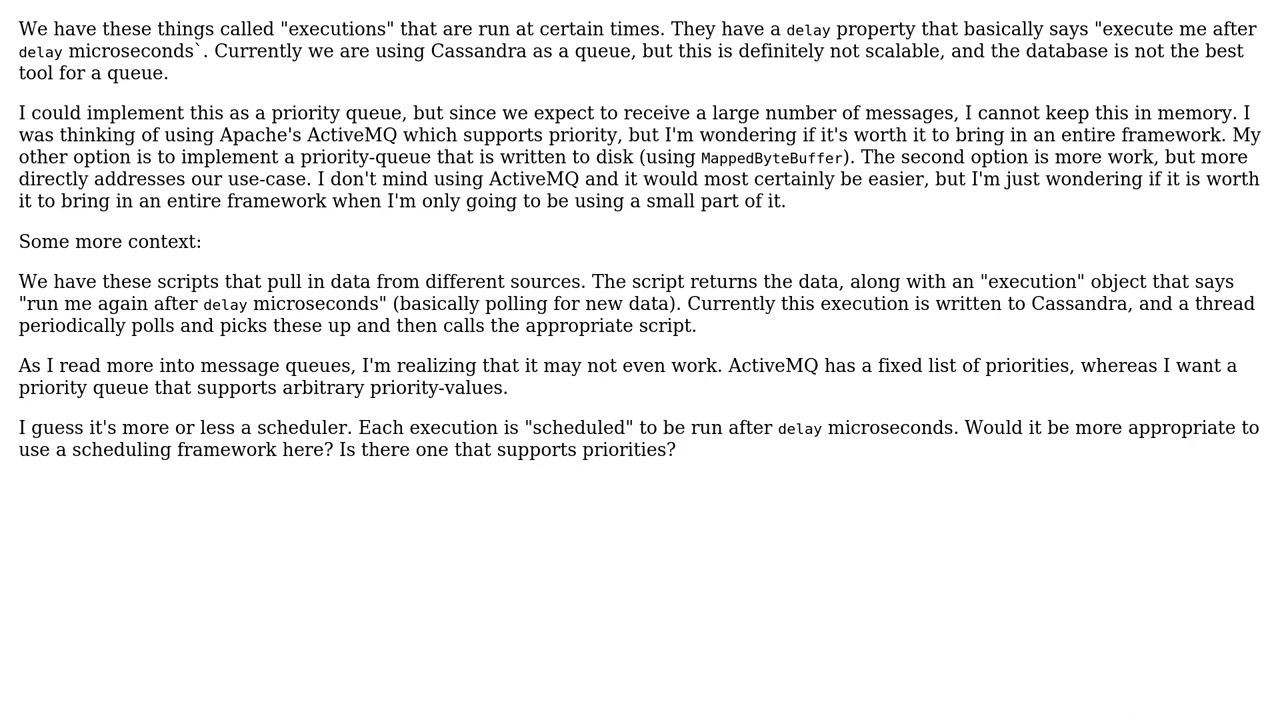 We have these things called "executions" that are run at certain times. They have a delay property that basically says "execute me after
delay microseconds`. Currently we are using Cassandra as a queue, but this is definitely not scalable, and the database is not the best
tool for a queue.
I could implement this as a priority queue, but since we expect to receive a large number of messages, I cannot keep this in memory. I
was thinking of using Apache's ActiveMQ which supports priority, but I'm wondering if it's worth it to bring in an entire framework. My
other option is to implement a priority-queue that is written to disk (using MappedByteBuffer). The second option is more work, but more
directly addresses our use-case. I don't mind using ActiveMQ and it would most certainly be easier, but I'm just wondering if it is worth
it to bring in an entire framework when I'm only going to be using a small part of it.
Some more context:
We have these scripts that pull in data from different sources. The script returns the data, along with an "execution" object that says
"run me again after delay microseconds" (basically polling for new data). Currently this execution is written to Cassandra, and a thread
periodically polls and picks these up and then calls the appropriate script.
As I read more into message queues, I'm realizing that it may not even work. ActiveMQ has a fixed list of priorities, whereas I want a
priority queue that supports arbitrary priority-values.
I guess it's more or less a scheduler. Each execution is "scheduled" to be run after delay microseconds. Would it be more appropriate to
use a scheduling framework here? Is there one that supports priorities?